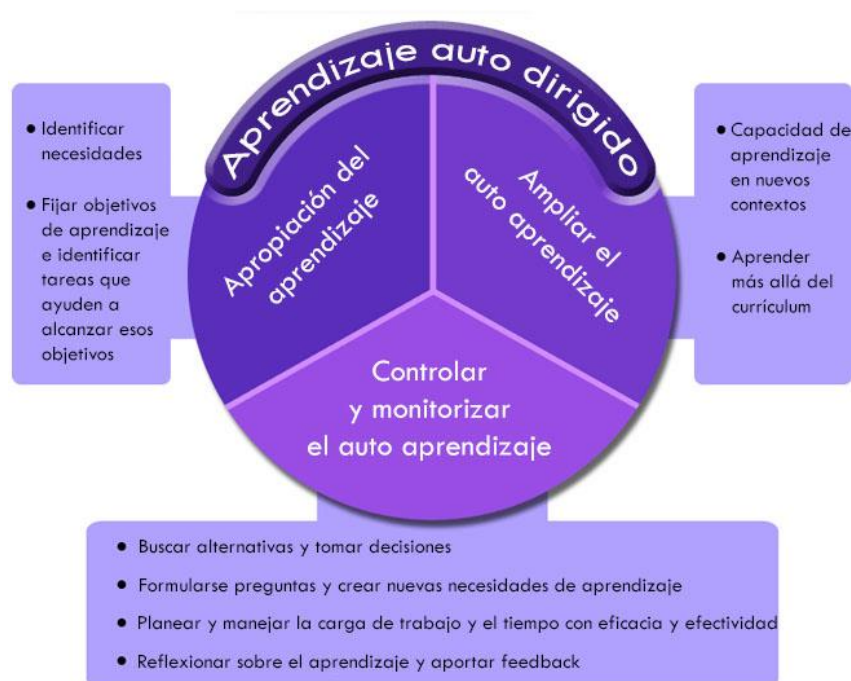 Aprendizaje auto dirigido
• Identificar
necesidades
• Fijar objetivos
de aprendizaje
e identificar
tareas que
ayuden a
alcanzar esos
objetivos
Apropiación del
aprendizaje
Ampliar el
auto aprendizaje
• Capacidad de
aprendizaje
en nuevos
contextos
• Aprender
más allá del
currículum
Controlar
y monitorizar
el auto aprendizaje
• Buscar alternativas y tomar decisiones
• Formularse preguntas y crear nuevas necesidades de aprendizaje
• Planear y manejar la carga de trabajo y el tiempo con eficacia y efectividad
• Reflexionar sobre el aprendizaje y aportar feedback